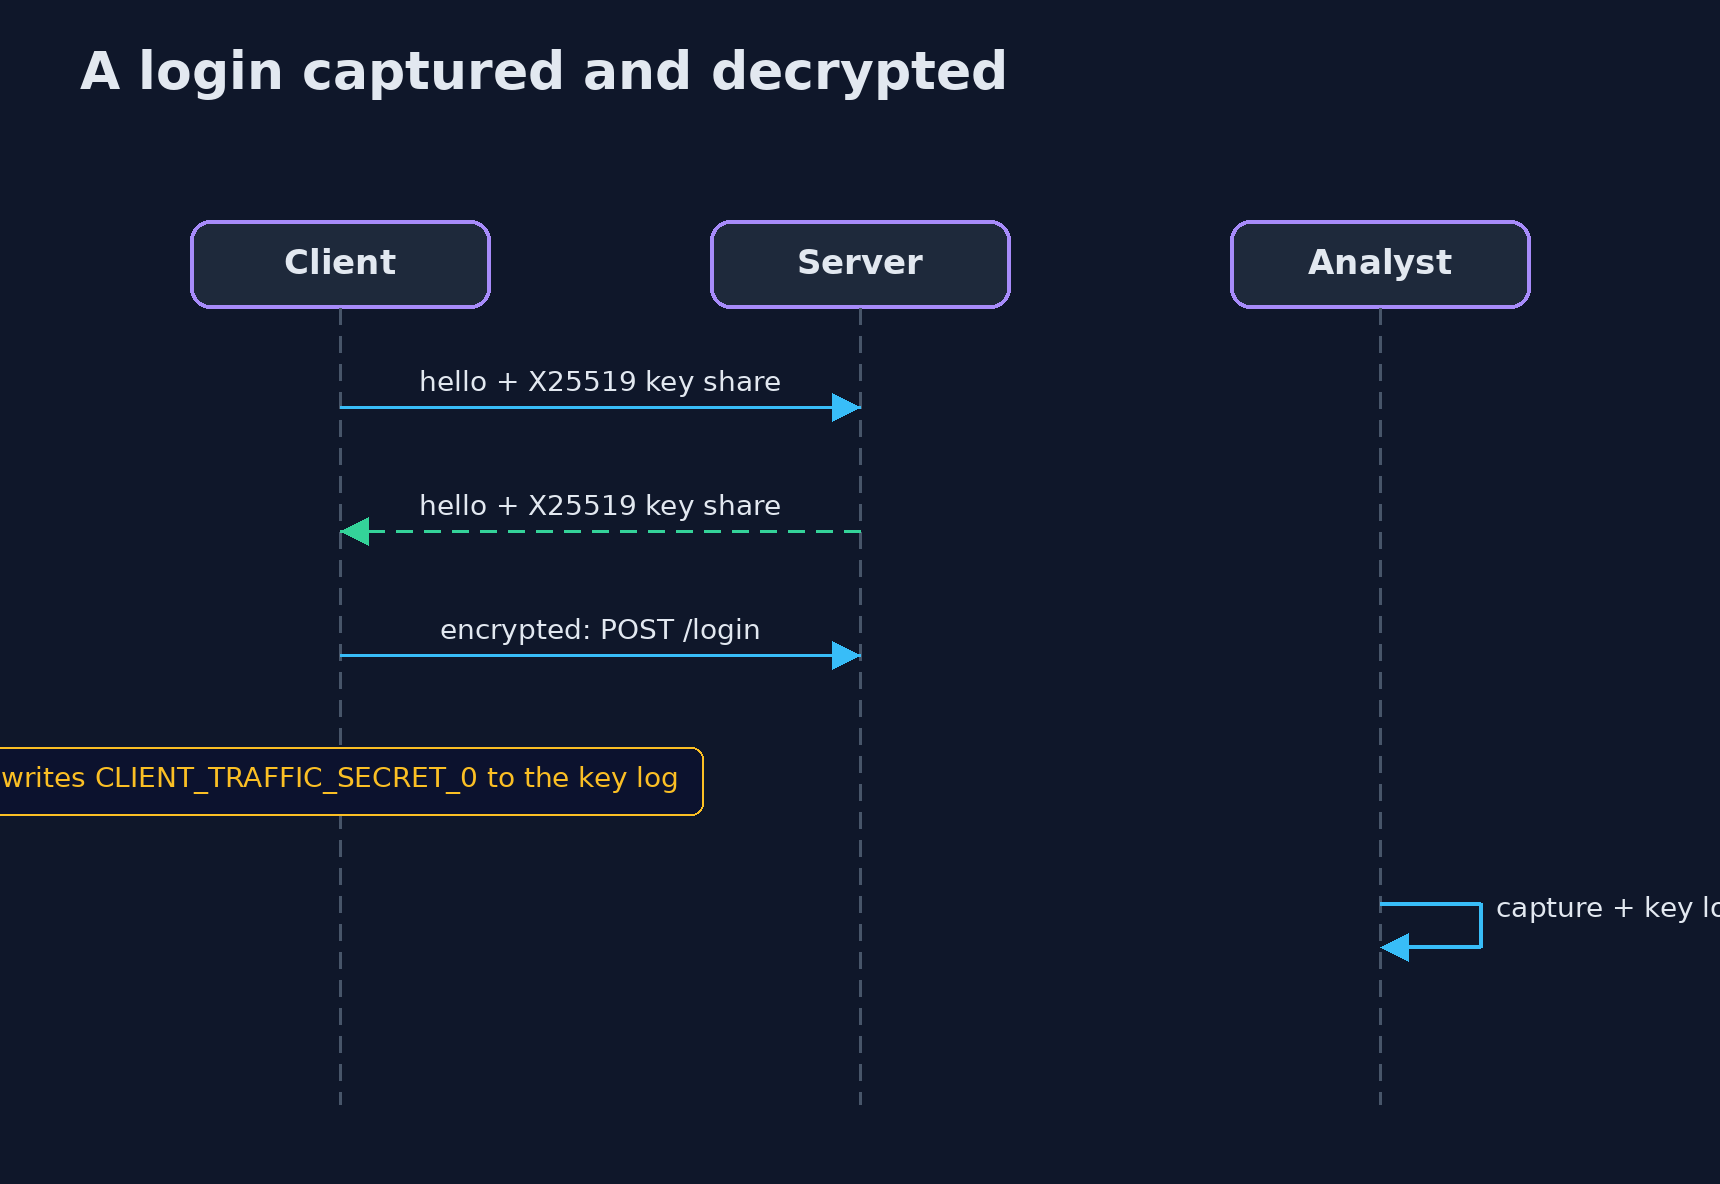 A login captured and decrypted
Client
Server
Analyst
hello + X25519 key share
hello + X25519 key share
encrypted: POST /login
writes CLIENT_TRAFFIC_SECRET_0 to the key log
capture + key